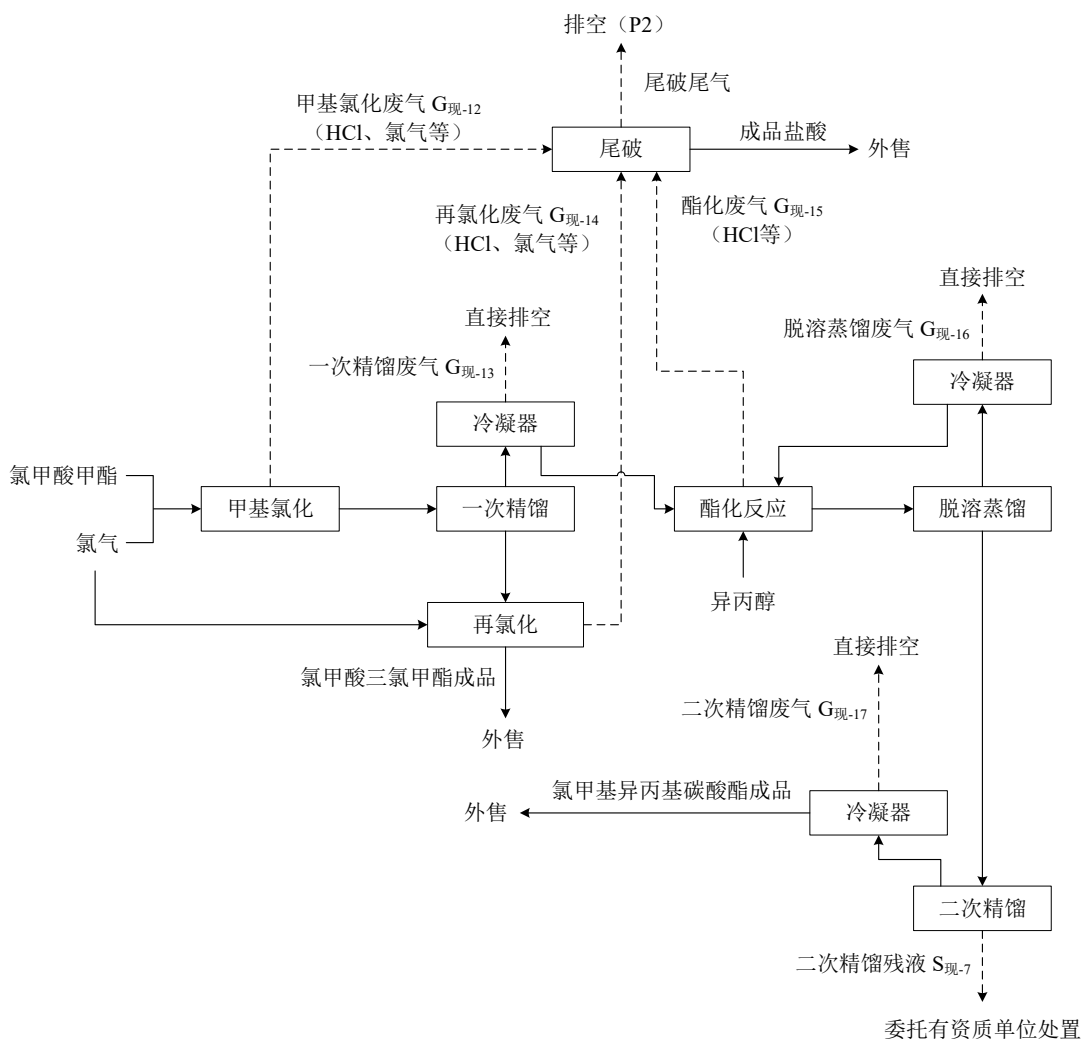 排空（P2）
尾破尾气
甲基氯化废气 G现-12
（HCl、氯气等）
尾破
成品盐酸
外售
再氯化废气 G现-14
（HCl、氯气等）
酯化废气 G现-15
（HCl等）
直接排空
脱溶蒸馏废气 G现-16
冷凝器
直接排空
一次精馏废气 G现-13
冷凝器
氯甲酸甲酯
氯气
甲基氯化
一次精馏
酯化反应
脱溶蒸馏
异丙醇
再氯化
氯甲酸三氯甲酯成品
外售
直接排空
二次精馏废气 G现-17
氯甲基异丙基碳酸酯成品
外售
冷凝器
二次精馏
二次精馏残液 S现-7
委托有资质单位处置